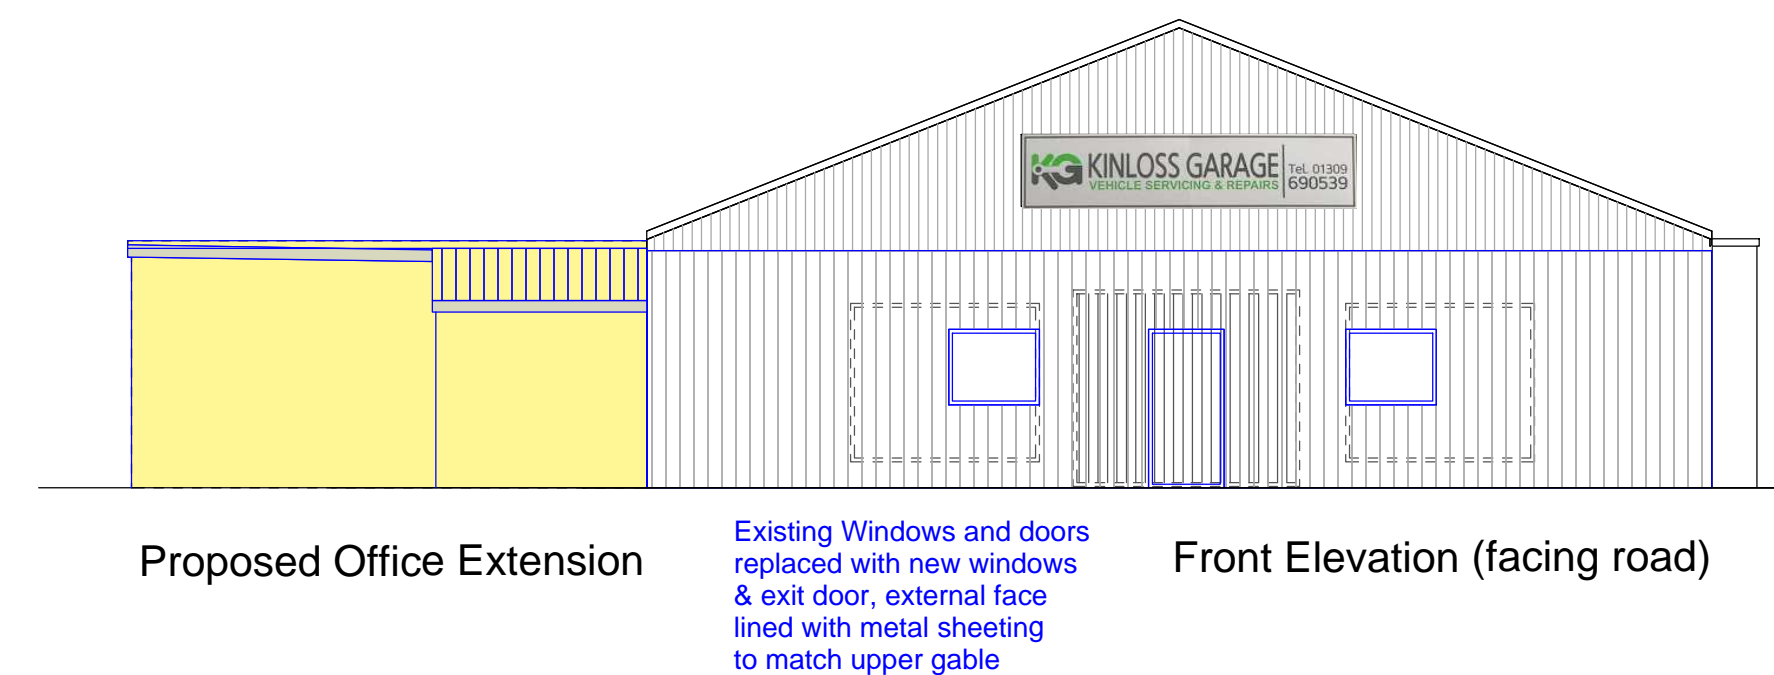 KG KINLOSS GARAGE
VEHICLE SERVICING & REPAIRS
Tel. 01309
690539
Proposed Office Extension
Existing Windows and doors
replaced with new windows
& exit door, external face
lined with metal sheeting
to match upper gable
Front Elevation (facing road)